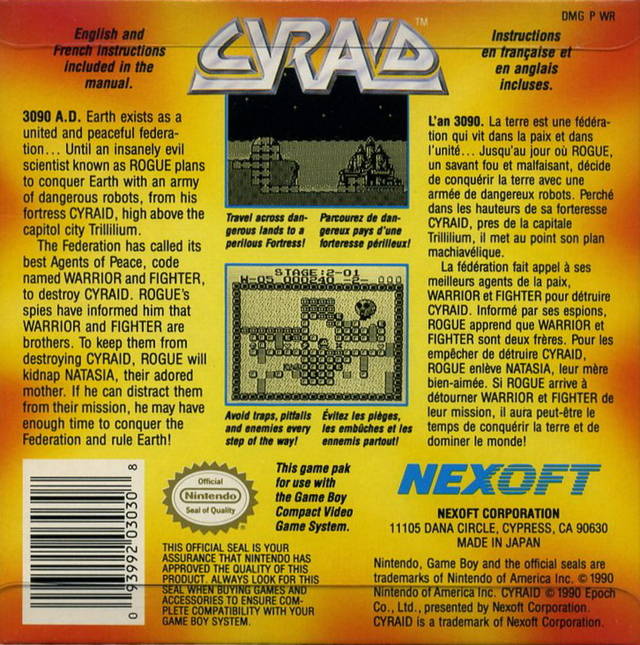 DMG P WR
CYRAID™
English and
French Instructions
included in the
manual.
3090 A.D. Earth exists as a
united and peaceful federa-
tion... Until an insanely evil
scientist known as ROGUE plans
to conquer Earth with an army
of dangerous robots, from his
fortress CYRAID, high above the
capitol city Trillilium.
The Federation has called its
best Agents of Peace, code
named WARRIOR and FIGHTER,
to destroy CYRAID. ROGUE'S
spies have informed him that
WARRIOR and FIGHTER are
brothers. To keep them from
destroying CYRAID, ROGUE will
kidnap NATASIA, their adored
mother. If he can distract them
from their mission, he may have
enough time to conquer the
Federation and rule Earth!
Travel across dan-
gerous lands to a
perilous Fortress!
Parcourez de dan-
gereux pays d'une
forteresse périlleux!
STAGE:2-01
W-05 000240 -2- 000
Avoid traps, pitfalls
and enemies every
step of the way!
Évitez les pièges,
les embûches et les
ennemis partout!
Instructions
en française et
en anglais
incluses.
L'an 3090. La terre est une fédéra-
tion qui vit dans la paix et dans
l'unité... Jusqu'au jour où ROGUE,
un savant fou et malfaisant, décide
de conquérir la terre avec une
armée de dangereux robots. Perché
dans les hauteurs de sa forteresse
CYRAID, pres de la capitale
Trillilium, il met au point son plan
machiavélique.
La fédération fait appel à ses
meilleurs agents de la paix,
WARRIOR et FIGHTER pour détruire
CYRAID. Informé par ses espions,
ROGUE apprend que WARRIOR et
FIGHTER sont deux frères. Pour les
empêcher de détruire CYRAID,
ROGUE enlève NATASIA, leur mère
bien-aimée. Si ROGUE arrive à
détourner WARRIOR et FIGHTER de
leur mission, il aura peut-être le
temps de conquérir la terre et de
dominer le monde!
0 93992 03030 8
Official
Nintendo
Seal of Quality
This game pak
for use with
the Game Boy
Compact Video
Game System.
THIS OFFICIAL SEAL IS YOUR
ASSURANCE THAT NINTENDO HAS
APPROVED THE QUALITY OF THIS
PRODUCT. ALWAYS LOOK FOR THIS
SEAL WHEN BUYING GAMES AND
ACCESSORIES TO ENSURE COM-
PLETE COMPATIBILITY WITH YOUR
GAME BOY SYSTEM.
NEXOFT
NEXOFT CORPORATION
11105 DANA CIRCLE, CYPRESS, CA 90630
MADE IN JAPAN
Nintendo, Game Boy and the official seals are
trademarks of Nintendo of America Inc. © 1990
Nintendo of America Inc. CYRAID © 1990 Epoch
Co., Ltd., presented by Nexoft Corporation.
CYRAID is a trademark of Nexoft Corporation.